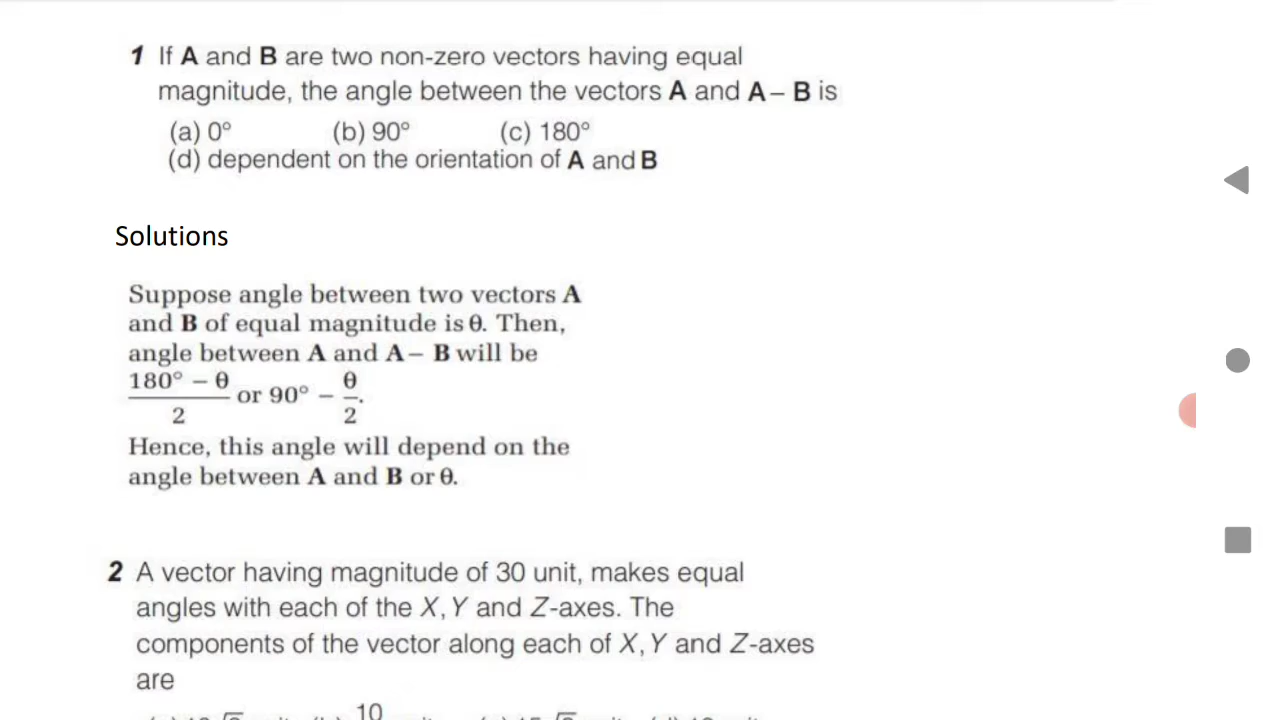 1 If A and B are two non-zero vectors having equal
magnitude, the angle between the vectors A and A – B is
(a) 0° (b) 90° (c) 180°
(d) dependent on the orientation of A and B
Solutions
Suppose angle between two vectors A
and B of equal magnitude is θ. Then,
angle between A and A – B will be
180° – θ / 2 or 90° – θ / 2.
Hence, this angle will depend on the
angle between A and B or θ.
2 A vector having magnitude of 30 unit, makes equal
angles with each of the X, Y and Z-axes. The
components of the vector along each of X, Y and Z-axes
are
10